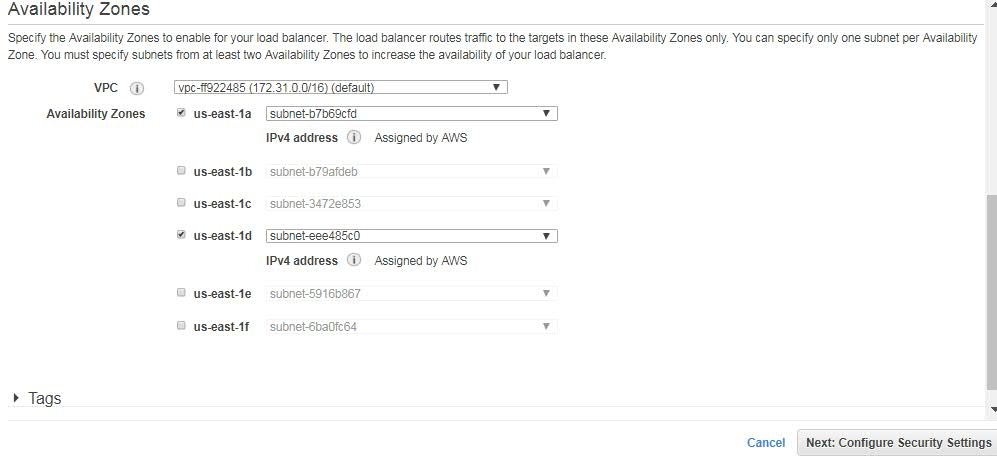 Availability Zones
Specify the Availability Zones to enable for your load balancer. The load balancer routes traffic to the targets in these Availability Zones only. You can specify only one subnet per Availability
Zone. You must specify subnets from at least two Availability Zones to increase the availability of your load balancer.
VPC i vpc-ff922485 (172.31.0.0/16) (default)
Availability Zones us-east-1a subnet-b7b69cfd
IPv4 address i Assigned by AWS
us-east-1b subnet-b79afdeb
us-east-1c subnet-3472e853
us-east-1d subnet-eee485c0
IPv4 address i Assigned by AWS
us-east-1e subnet-5916b867
us-east-1f subnet-6ba0fc64
Tags
Cancel Next: Configure Security Settings